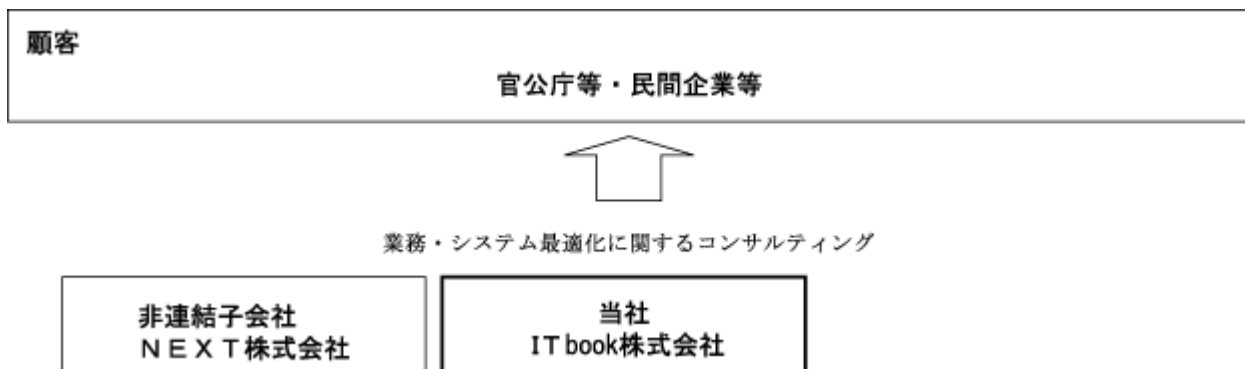 顧客
官公庁等・民間企業等
業務・システム最適化に関するコンサルティング
非連結子会社
ＮＥＸＴ株式会社
当社
ITbook株式会社